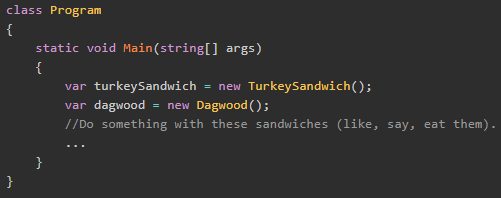 class Program
{
    static void Main(string[] args)
    {
        var turkeySandwich = new TurkeySandwich();
        var dagwood = new Dagwood();
        //Do something with these sandwiches (like, say, eat them).
        ...
    }
}